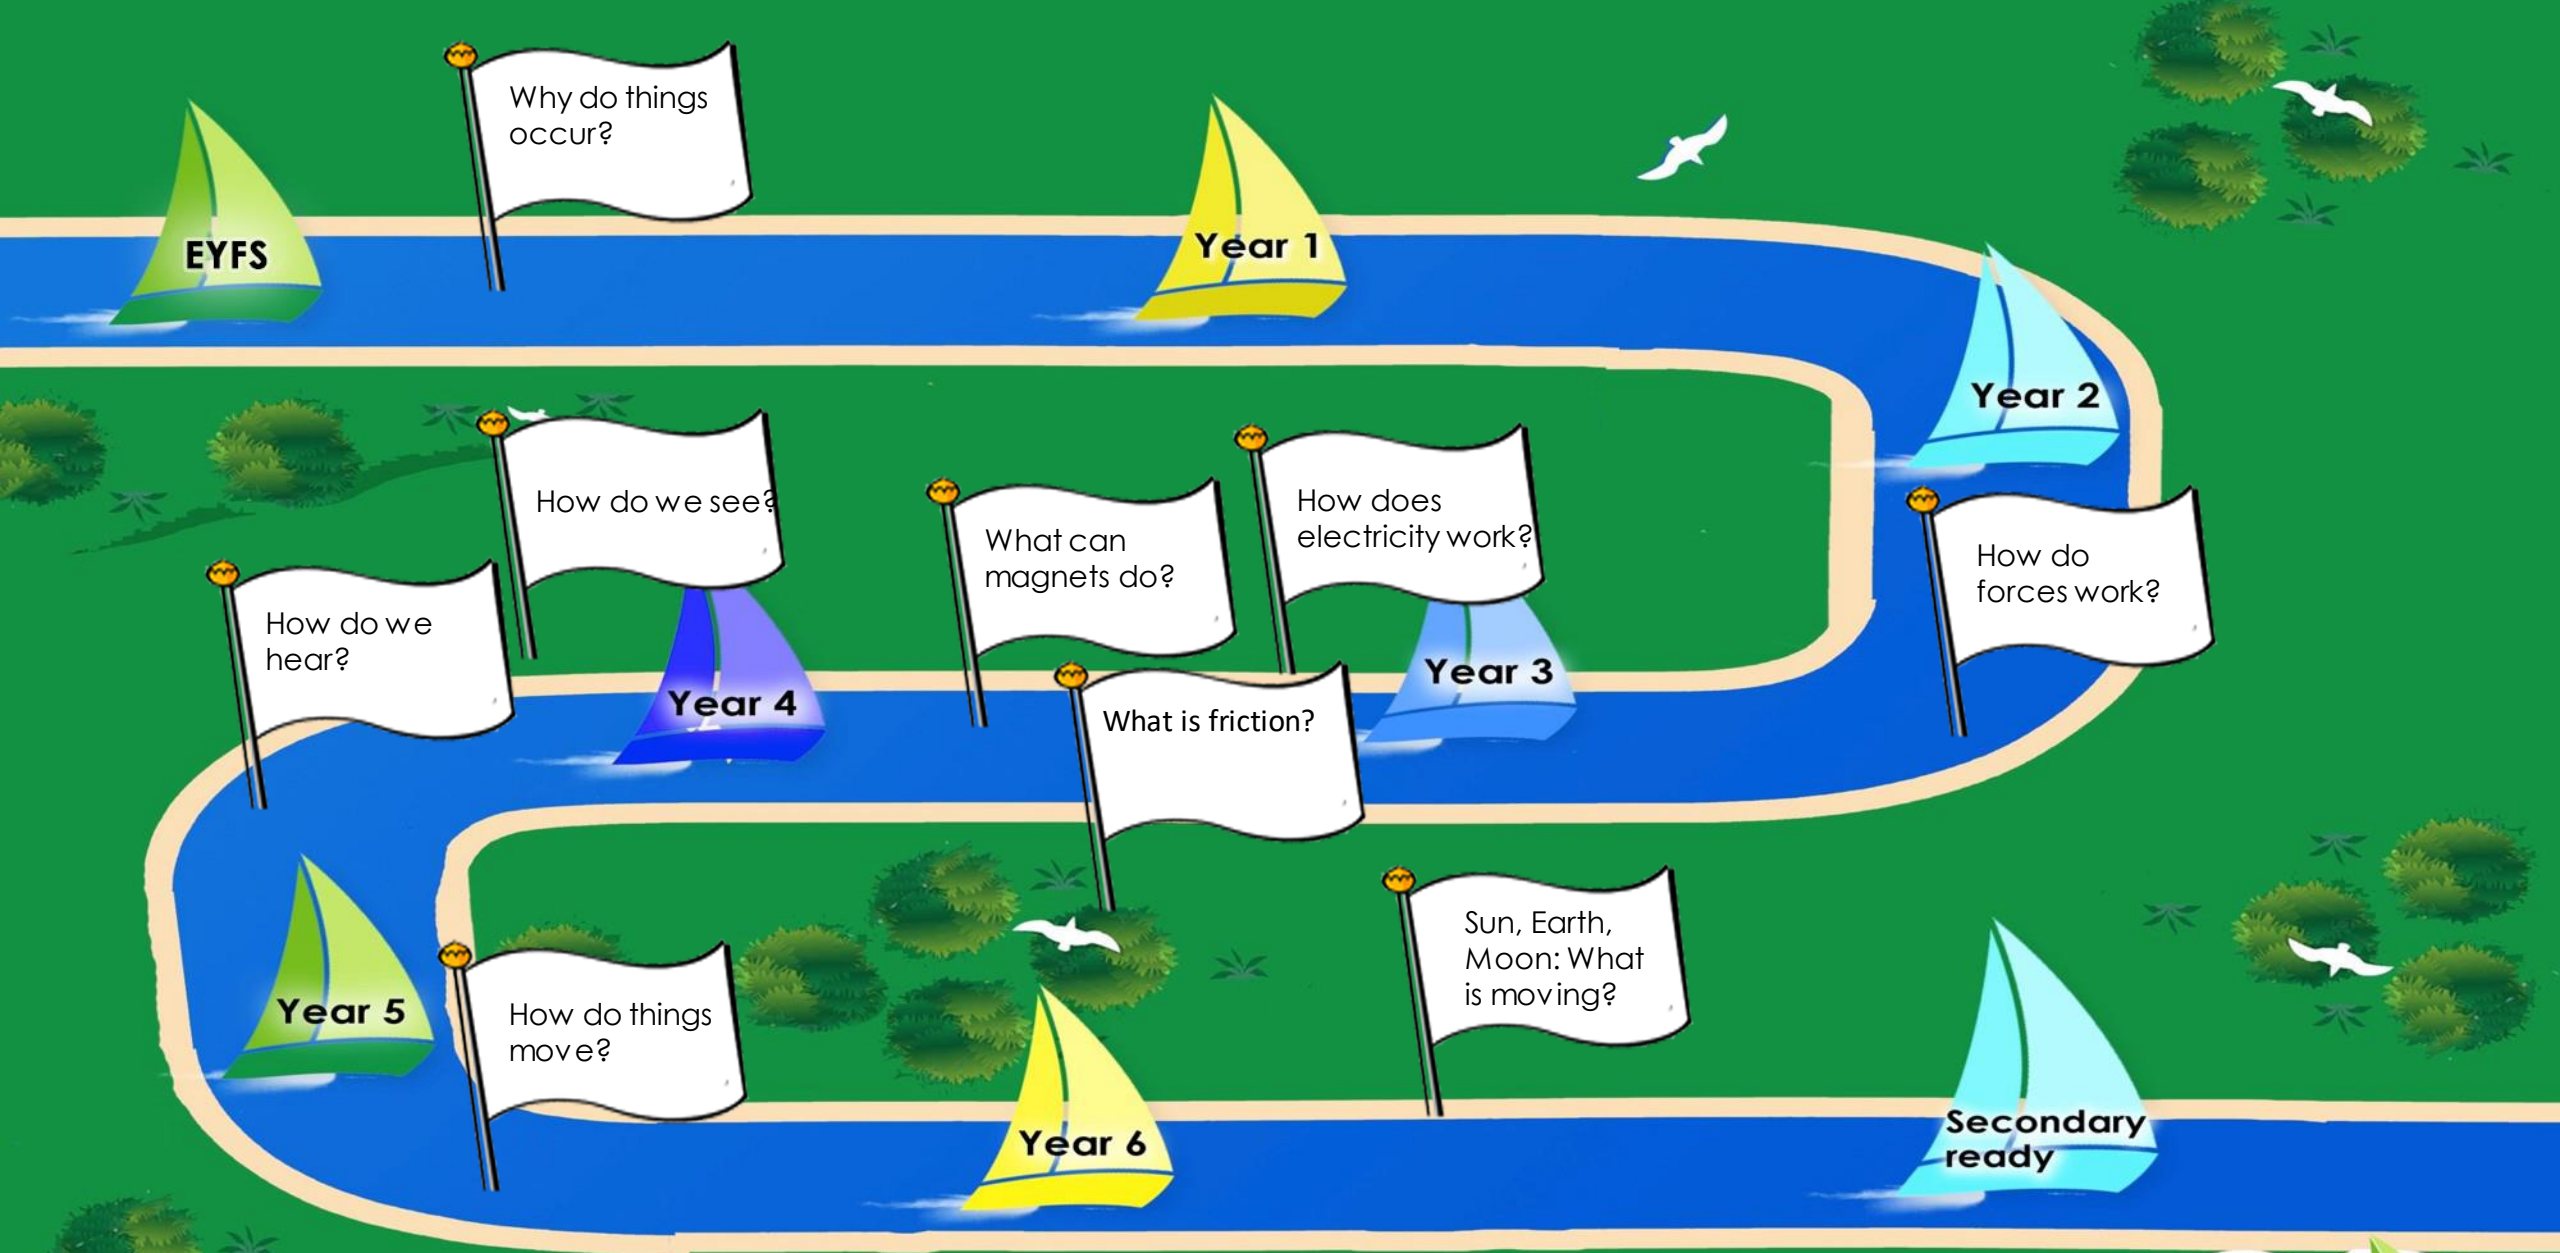 Why do things
occur?
EYFS
Year 1
Year 2
How do we see?
How does
electricity work?
What can
magnets do?
How do
forces work?
How do we
hear?
Year 3
Year 4
What is friction?
Sun, Earth,
Moon: What
is moving?
Year 5
How do things
move?
Year 6
Secondary
ready